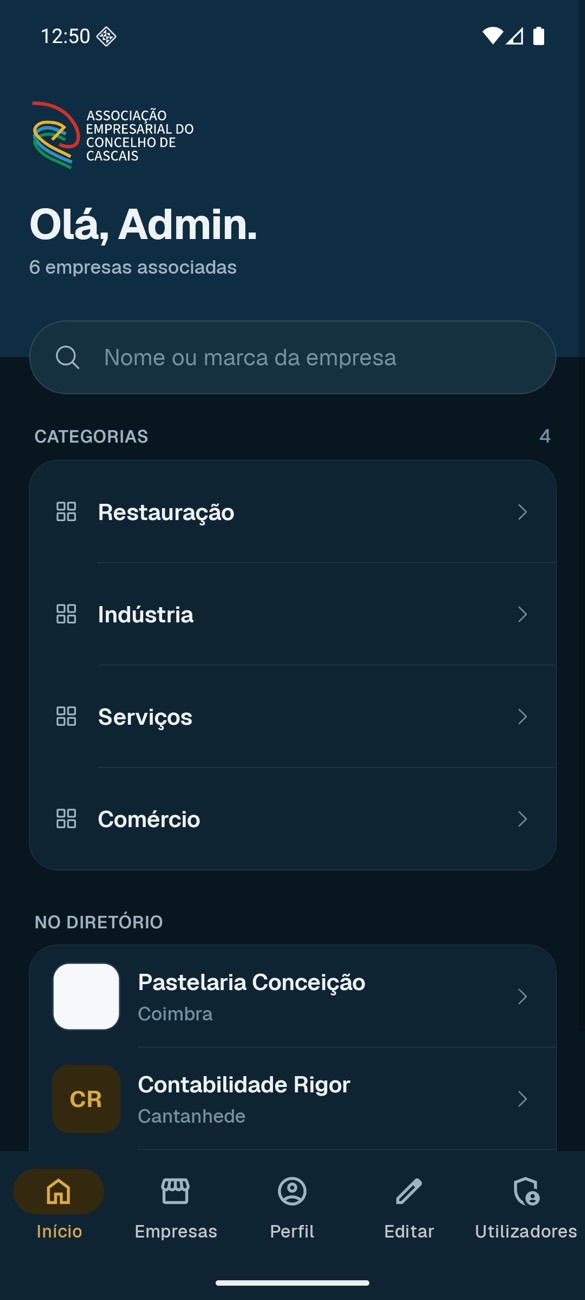 12:50
ASSOCIAÇÃO
EMPRESARIAL DO
CONCELHO DE
CASCAIS
Olá, Admin.
6 empresas associadas
Nome ou marca da empresa
CATEGORIAS 4
Restauração
Indústria
Serviços
Comércio
NO DIRETÓRIO
Pastelaria Conceição
Coimbra
CR Contabilidade Rigor
Cantanhede
Início Empresas Perfil Editar Utilizadores